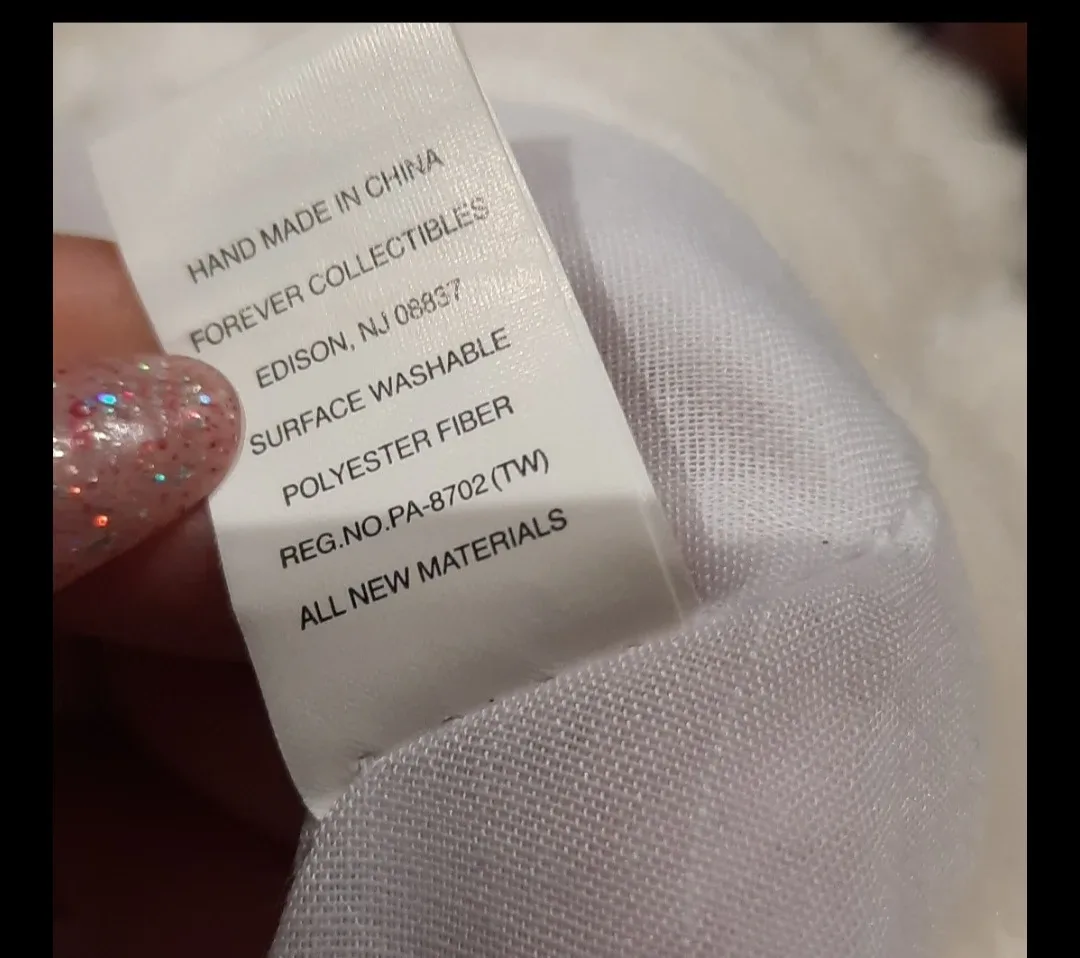 HAND MADE IN CHINA
FOREVER COLLECTIBLES
EDISON, NJ 08837
SURFACE WASHABLE
POLYESTER FIBER
REG.NO.PA-8702(TW)
ALL NEW MATERIALS